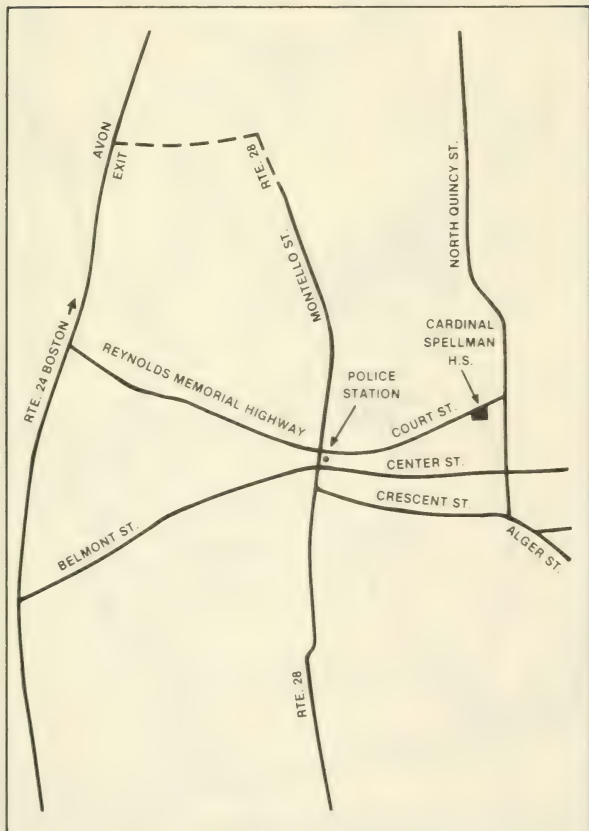 AVON
EXIT
RTE. 28
MONTELLO ST.
NORTH QUINCY ST.
RTE. 24 BOSTON
REYNOLDS MEMORIAL HIGHWAY
CARDINAL
SPELLMAN
H.S.
POLICE
STATION
COURT ST.
CENTER ST.
CRESCENT ST.
BELMONT ST.
ALGER ST.
RTE. 28